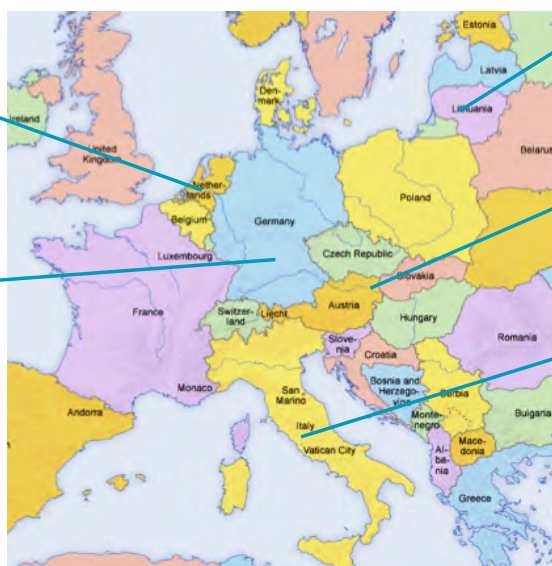 Estonia
Latvia
Lithuania
Ireland
United
Kingdom
Den-
mark
Belarus
Nether-
lands
Belgium
Germany
Poland
Luxembourg
Czech Republic
Slovakia
France
Switzer-
land
Liecht.
Austria
Hungary
Slove-
nia
Romania
Croatia
Monaco
San
Marino
Bosnia and
Herzego-
vina
Serbia
Andorra
Italy
Monte-
negro
Bulgaria
Vatican City
Mace-
donia
Al-
ba-
nia
Greece